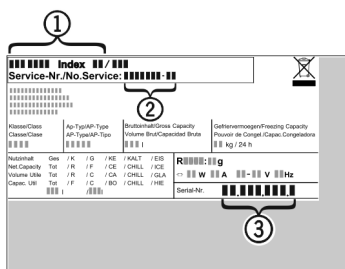 1
Index /
Service-Nr./No.Service: -
2
Klasse/Class
Classe/Clase
Ap-Typ/AP-Type
AP-Type/AP-Tipo
Bruttoinhalt/Gross Capacity
Volume Brut/Capacided Bruta
l
Gefriervermoegen/Freezing Capacity
Pouvoir de Congel./Capac.Congeladora
kg / 24 h
Nutzinhalt Ges / K / G / KE / KALT / EIS
Net.Capacity Tot / R / F / CE / CHILL / ICE
Volume Utile Tot / R / C / CA / CHILL / GLA
Capac. Util Tot / F / C / BO / CHILL / HIE
l / l
R : g
W A - V Hz
Serial-Nr. . . .
3